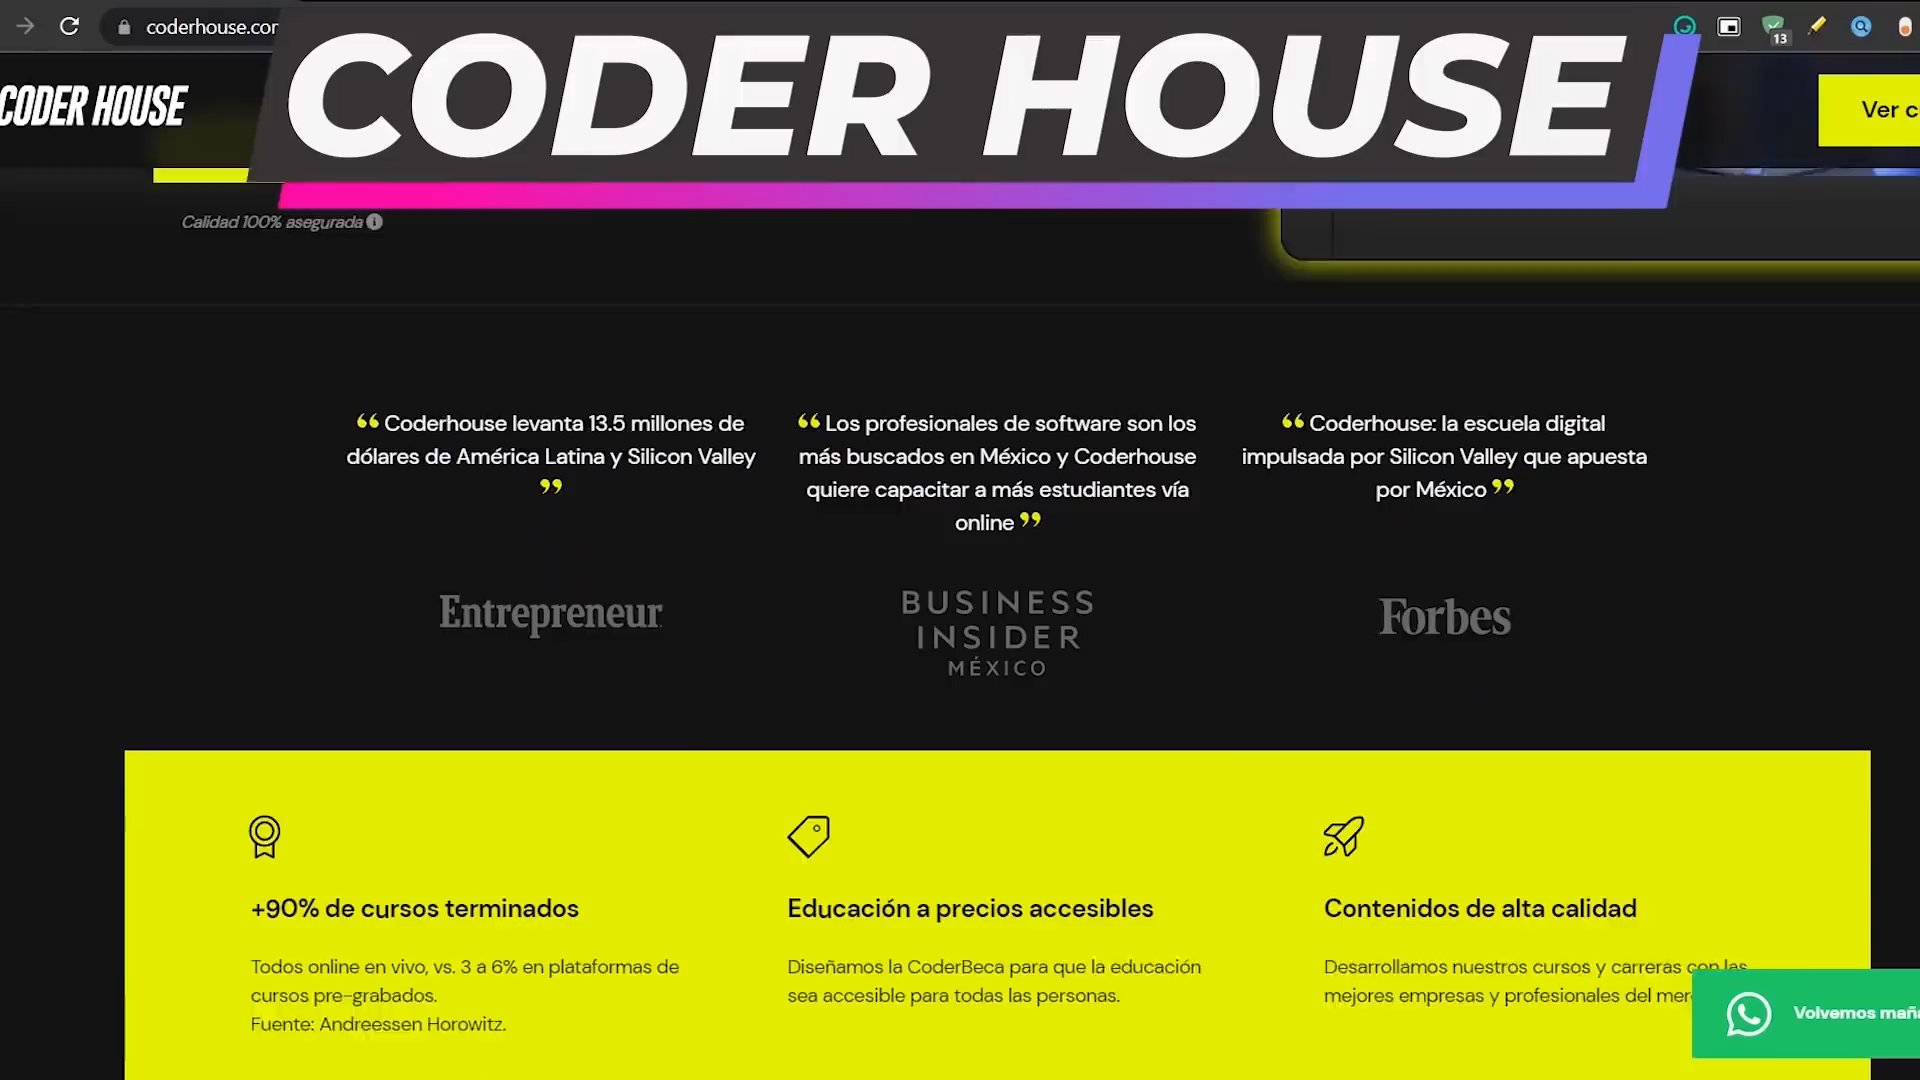 coderhouse.com
CODER HOUSE
13
CODER HOUSE
Ver c
Calidad 100% asegurada
“ Coderhouse levanta 13.5 millones de
dólares de América Latina y Silicon Valley
”
“ Los profesionales de software son los
más buscados en México y Coderhouse
quiere capacitar a más estudiantes vía
online ”
“ Coderhouse: la escuela digital
impulsada por Silicon Valley que apuesta
por México ”
Entrepreneur
BUSINESS
INSIDER
MÉXICO
Forbes
+90% de cursos terminados
Todos online en vivo, vs. 3 a 6% en plataformas de
cursos pre-grabados.
Fuente: Andreessen Horowitz.
Educación a precios accesibles
Diseñamos la CoderBeca para que la educación
sea accesible para todas las personas.
Contenidos de alta calidad
Desarrollamos nuestros cursos y carreras con las
mejores empresas y profesionales del mer
Volvemos maña